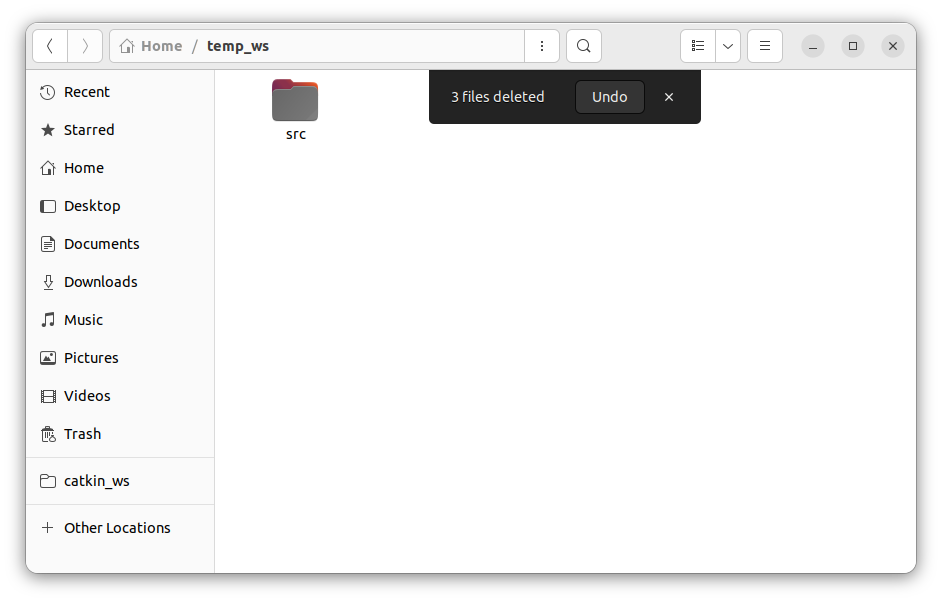 Home / temp_ws
Recent
Starred
Home
Desktop
Documents
Downloads
Music
Pictures
Videos
Trash
catkin_ws
Other Locations
3 files deleted Undo
src